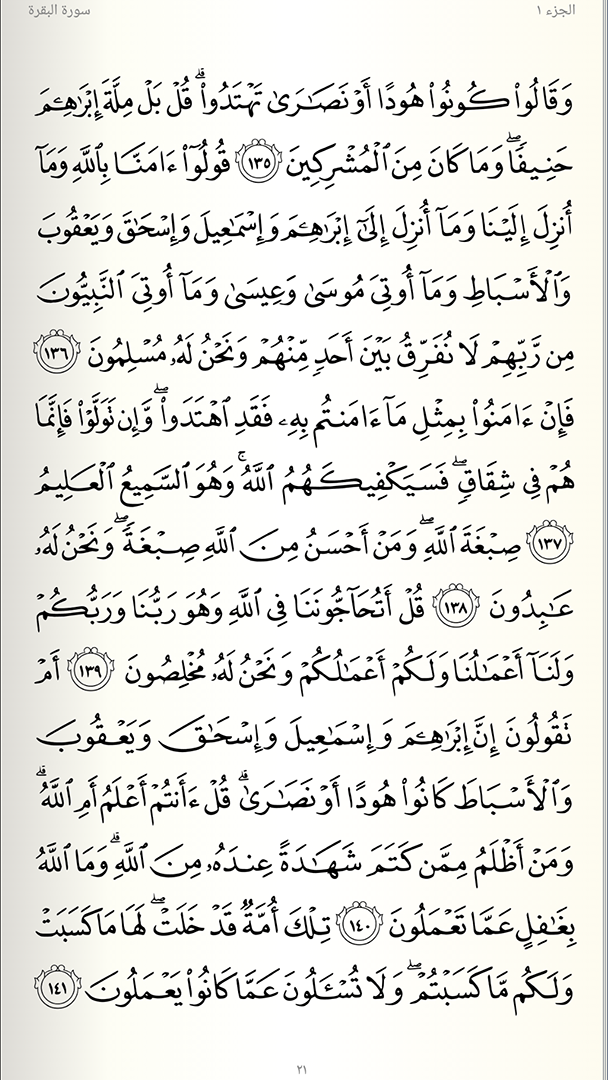 الجزء ١
سورة البقرة
وَقَالُوا۟ كُونُوا۟ هُودًا أَوْ نَصَـٰرَىٰ تَهْتَدُوا۟ ۗ قُلْ بَلْ مِلَّةَ إِبْرَٰهِـۧمَ
حَنِيفًا ۖ وَمَا كَانَ مِنَ ٱلْمُشْرِكِينَ ١٣٥ قُولُوٓا۟ ءَامَنَّا بِٱللَّهِ وَمَآ
أُنزِلَ إِلَيْنَا وَمَآ أُنزِلَ إِلَىٰٓ إِبْرَٰهِـۧمَ وَإِسْمَـٰعِيلَ وَإِسْحَـٰقَ وَيَعْقُوبَ
وَٱلْأَسْبَاطِ وَمَآ أُوتِىَ مُوسَىٰ وَعِيسَىٰ وَمَآ أُوتِىَ ٱلنَّبِيُّونَ
مِن رَّبِّهِمْ لَا نُفَرِّقُ بَيْنَ أَحَدٍ مِّنْهُمْ وَنَحْنُ لَهُۥ مُسْلِمُونَ ١٣٦
فَإِنْ ءَامَنُوا۟ بِمِثْلِ مَآ ءَامَنتُم بِهِۦ فَقَدِ ٱهْتَدَوا۟ ۖ وَّإِن تَوَلَّوْا۟ فَإِنَّمَا
هُمْ فِى شِقَاقٍ ۖ فَسَيَكْفِيكَهُمُ ٱللَّهُ ۚ وَهُوَ ٱلسَّمِيعُ ٱلْعَلِيمُ
١٣٧ صِبْغَةَ ٱللَّهِ ۖ وَمَنْ أَحْسَنُ مِنَ ٱللَّهِ صِبْغَةً ۖ وَنَحْنُ لَهُۥ
عَـٰبِدُونَ ١٣٨ قُلْ أَتُحَآجُّونَنَا فِى ٱللَّهِ وَهُوَ رَبُّنَا وَرَبُّكُمْ
وَلَنَآ أَعْمَـٰلُنَا وَلَكُمْ أَعْمَـٰلُكُمْ وَنَحْنُ لَهُۥ مُخْلِصُونَ ١٣٩ أَمْ
تَقُولُونَ إِنَّ إِبْرَٰهِـۧمَ وَإِسْمَـٰعِيلَ وَإِسْحَـٰقَ وَيَعْقُوبَ
وَٱلْأَسْبَاطَ كَانُوا۟ هُودًا أَوْ نَصَـٰرَىٰ ۗ قُلْ ءَأَنتُمْ أَعْلَمُ أَمِ ٱللَّهُ ۗ
وَمَنْ أَظْلَمُ مِمَّن كَتَمَ شَهَـٰدَةً عِندَهُۥ مِنَ ٱللَّهِ ۗ وَمَا ٱللَّهُ
بِغَـٰفِلٍ عَمَّا تَعْمَلُونَ ١٤٠ تِلْكَ أُمَّةٌ قَدْ خَلَتْ ۖ لَهَا مَا كَسَبَتْ
وَلَكُم مَّا كَسَبْتُمْ ۖ وَلَا تُسْـَٔلُونَ عَمَّا كَانُوا۟ يَعْمَلُونَ ١٤١
٢١